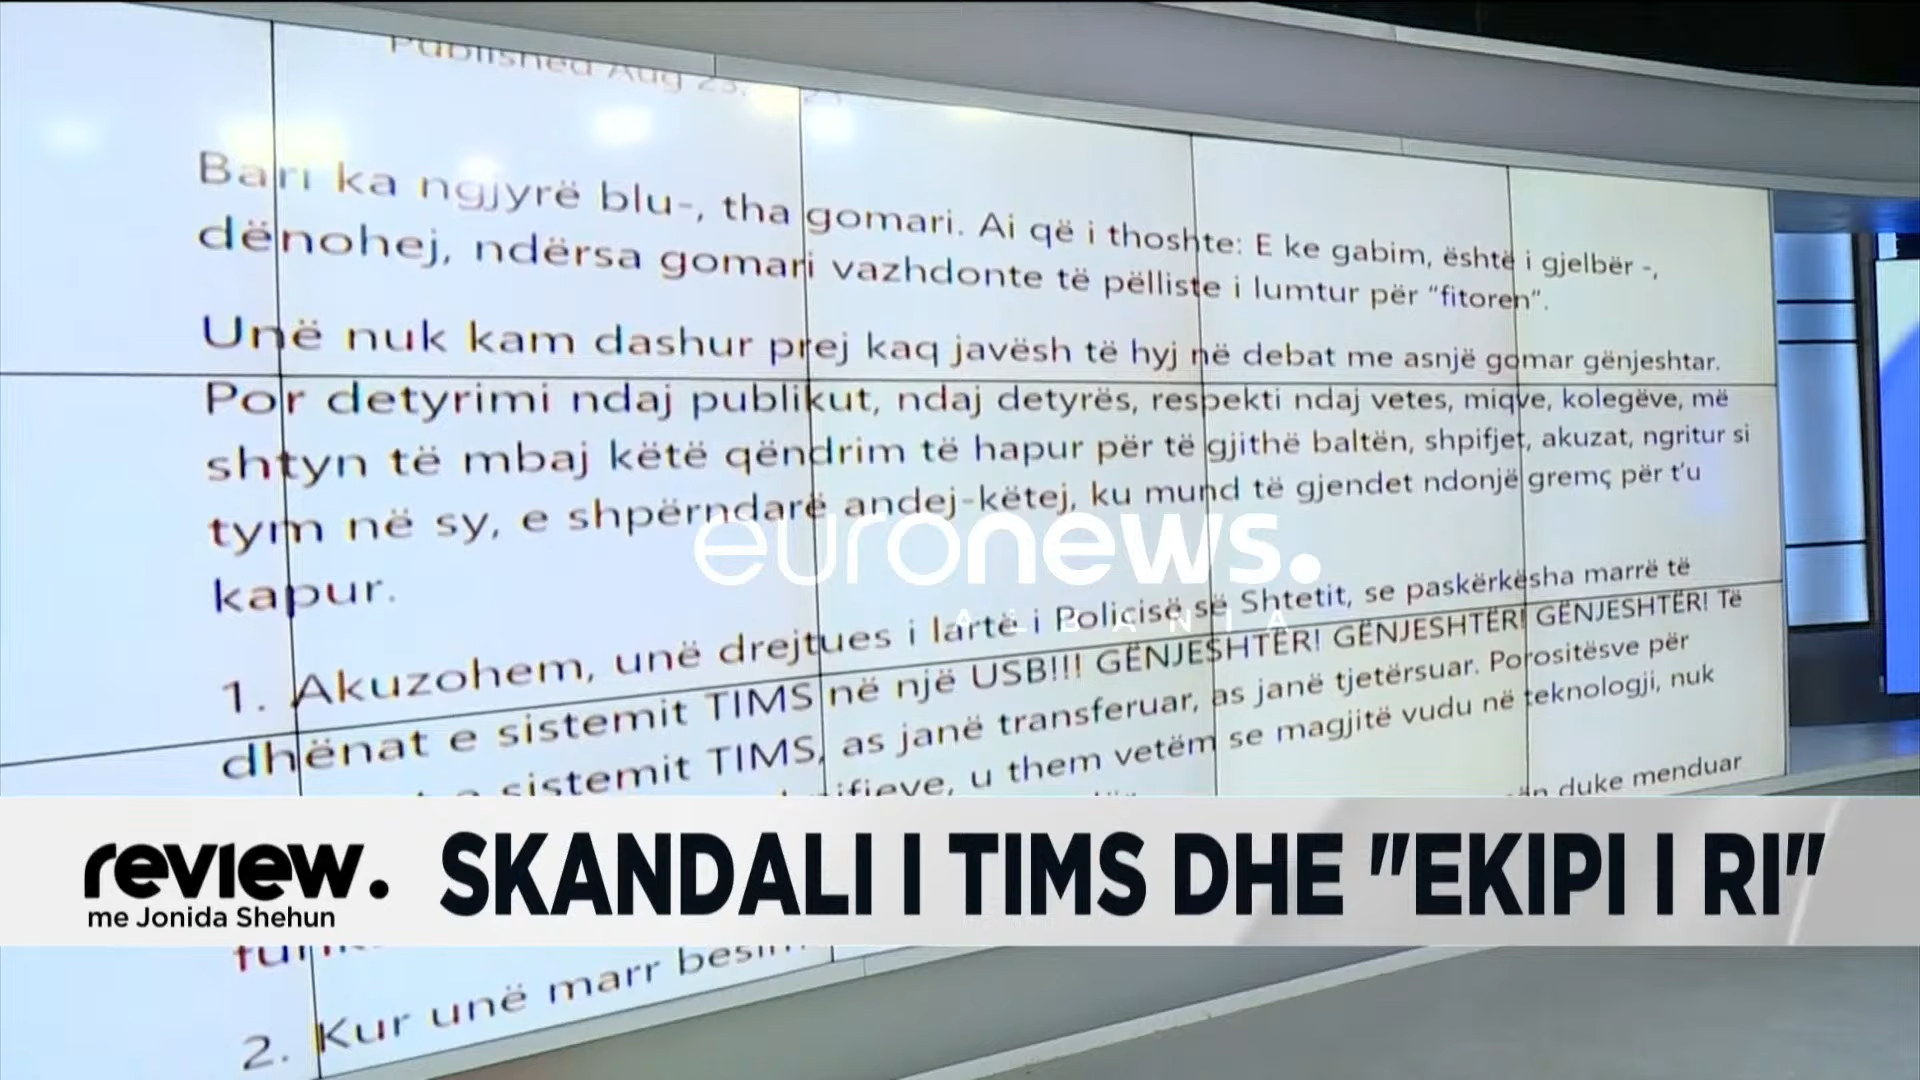 Published Aug 23,
Bari ka ngjyrë blu-, tha gomari. Ai që i thoshte: E ke gabim, është i gjelbër -,
dënohej, ndërsa gomari vazhdonte të pëlliste i lumtur për “fitoren”.
Unë nuk kam dashur prej kaq javësh të hyj në debat me asnjë gomar gënjeshtar.
Por detyrimi ndaj publikut, ndaj detyrës, respekti ndaj vetes, miqve, kolegëve, më
shtyn të mbaj këtë qëndrim të hapur për të gjithë baltën, shpifjet, akuzat, ngritur si
tym në sy, e shpërndarë andej-këtej, ku mund të gjendet ndonjë gremç për t’u
kapur.
euronews.
ALBANIA
1. Akuzohem, unë drejtues i lartë i Policisë së Shtetit, se paskërkësha marrë të
dhënat e sistemit TIMS në një USB!!! GËNJESHTËR! GËNJESHTËR! GËNJESHTËR! Të
e sistemit TIMS, as janë transferuar, as janë tjetërsuar. Porositësve për
u them vetëm se magjitë vudu në teknologji, nuk
duke menduar
review.
me Jonida Shehun
SKANDALI I TIMS DHE "EKIPI I RI"
2. Kur unë marr